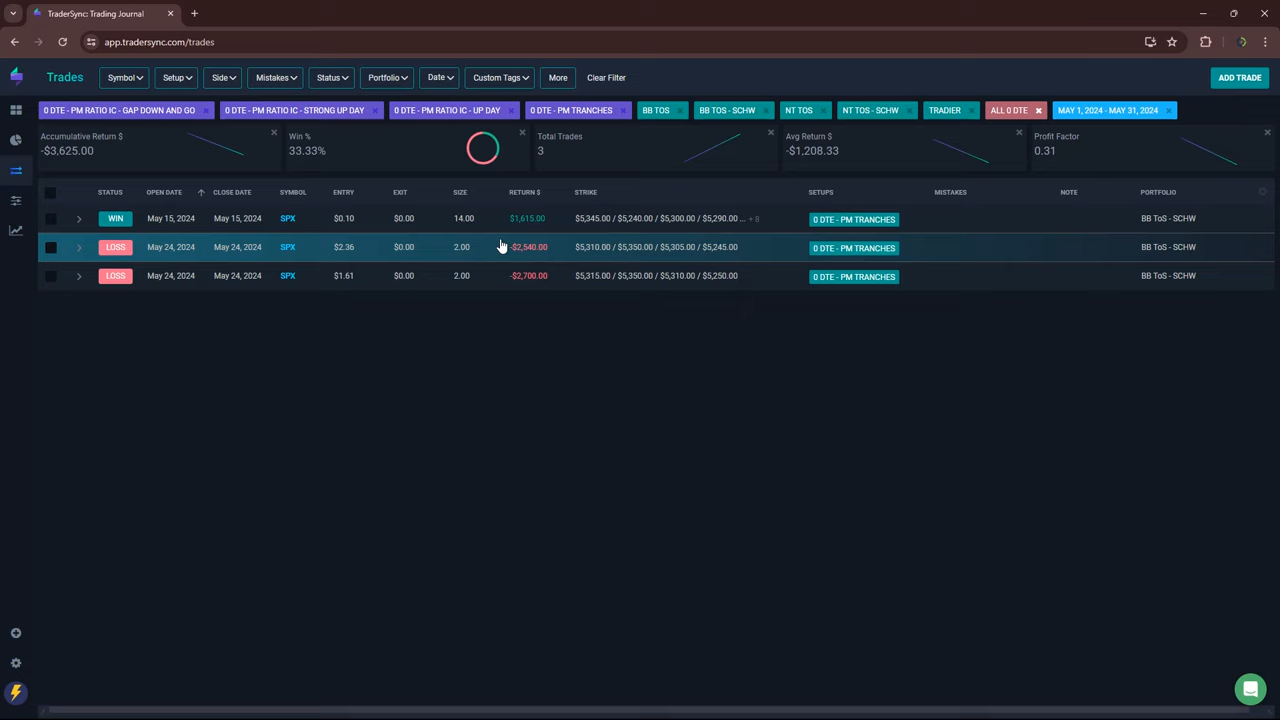 TraderSync: Trading Journal
app.tradersync.com/trades
Trades Symbol Setup Side Mistakes Status Portfolio Date Custom Tags More Clear Filter ADD TRADE
0 DTE - PM RATIO IC - GAP DOWN AND GO 0 DTE - PM RATIO IC - STRONG UP DAY 0 DTE - PM RATIO IC - UP DAY 0 DTE - PM TRANCHES BB TOS BB TOS - SCHW NT TOS NT TOS - SCHW TRADIER ALL 0 DTE MAY 1, 2024 - MAY 31, 2024
Accumulative Return $ Win % Total Trades Avg Return $ Profit Factor
-$3,625.00 33.33% 3 -$1,208.33 0.31
STATUS OPEN DATE CLOSE DATE SYMBOL ENTRY EXIT SIZE RETURN $ STRIKE SETUPS MISTAKES NOTE PORTFOLIO
WIN May 15, 2024 May 15, 2024 SPX $0.10 $0.00 14.00 $1,615.00 $5,345.00 / $5,240.00 / $5,300.00 / $5,290.00 ... + 8 0 DTE - PM TRANCHES BB ToS - SCHW
LOSS May 24, 2024 May 24, 2024 SPX $2.36 $0.00 2.00 -$2,540.00 $5,310.00 / $5,350.00 / $5,305.00 / $5,245.00 0 DTE - PM TRANCHES BB ToS - SCHW
LOSS May 24, 2024 May 24, 2024 SPX $1.61 $0.00 2.00 -$2,700.00 $5,315.00 / $5,350.00 / $5,310.00 / $5,250.00 0 DTE - PM TRANCHES BB ToS - SCHW